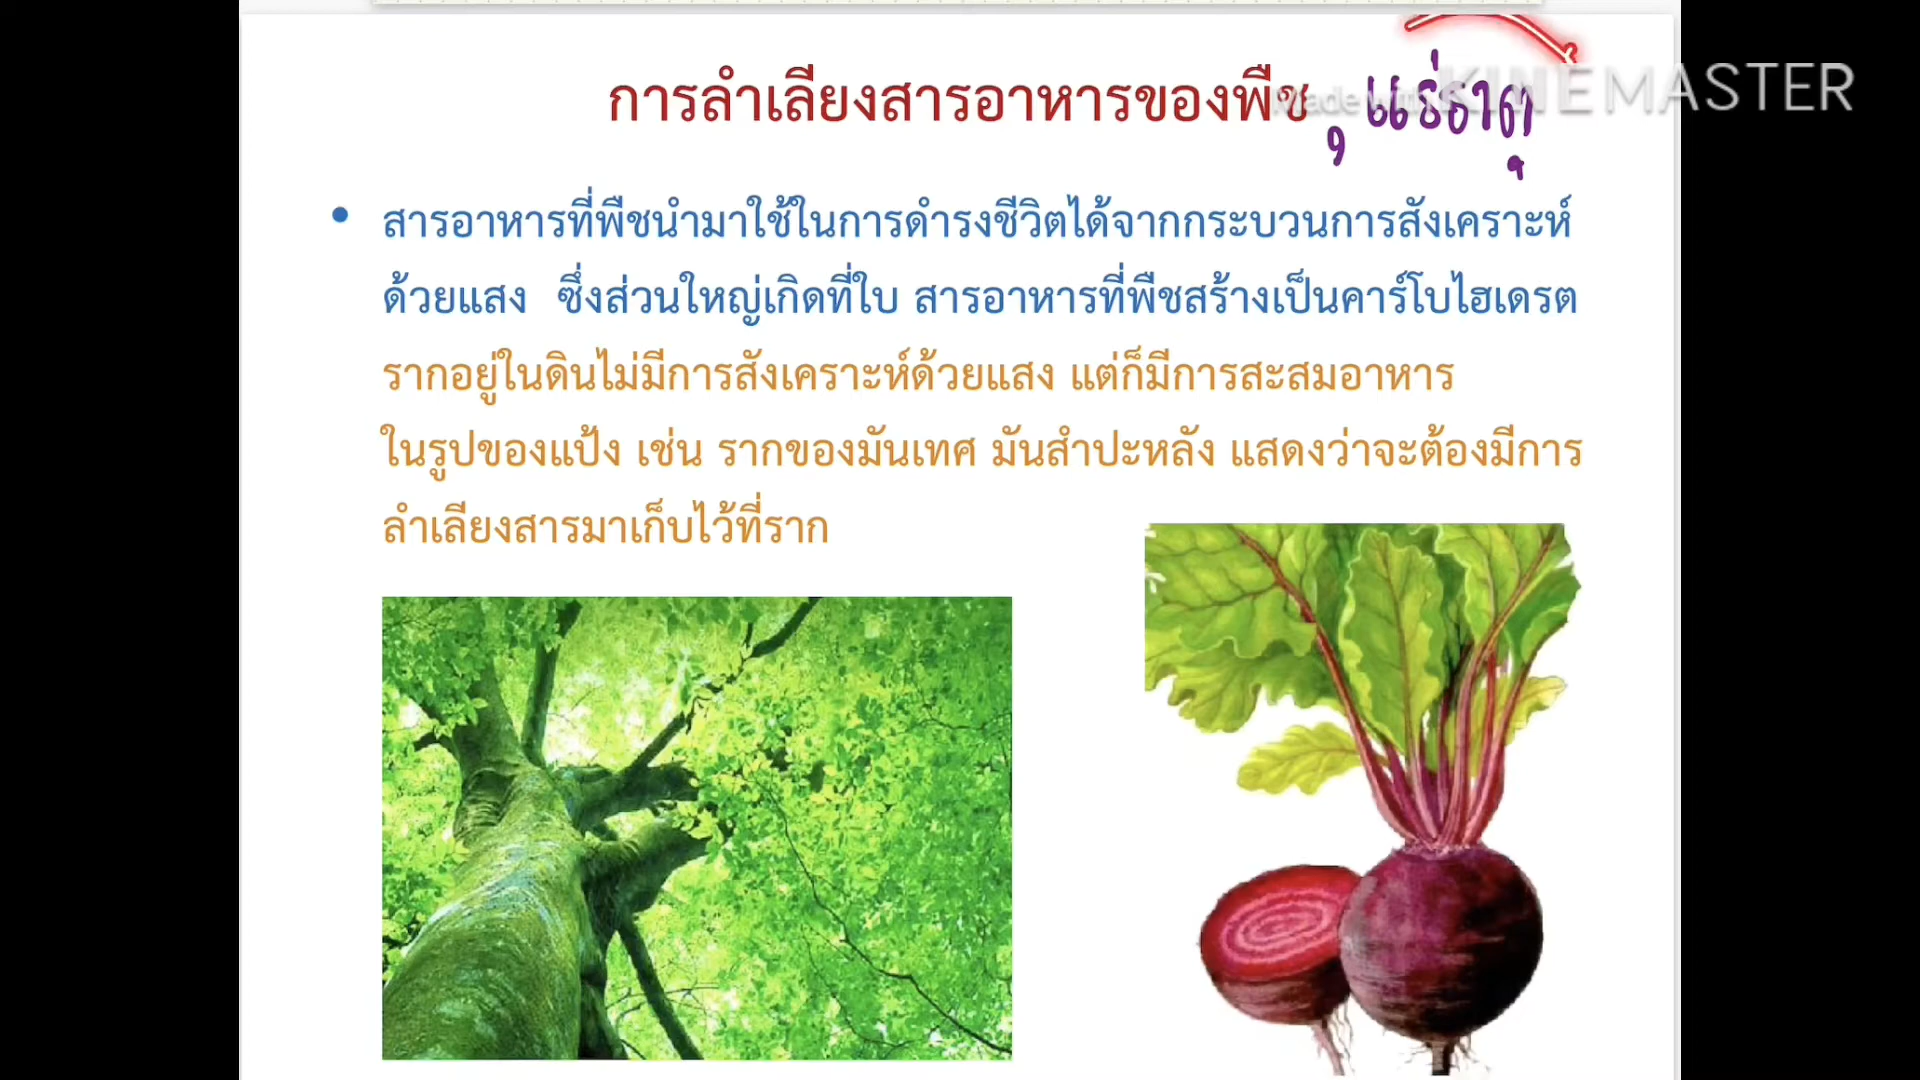 การลำเลียงสารอาหารของพืช , แร่ธาตุ
Made with KINEMASTER
• สารอาหารที่พืชนำมาใช้ในการดำรงชีวิตได้จากกระบวนการสังเคราะห์
ด้วยแสง ซึ่งส่วนใหญ่เกิดที่ใบ สารอาหารที่พืชสร้างเป็นคาร์โบไฮเดรต
รากอยู่ในดินไม่มีการสังเคราะห์ด้วยแสง แต่ก็มีการสะสมอาหาร
ในรูปของแป้ง เช่น รากของมันเทศ มันสำปะหลัง แสดงว่าจะต้องมีการ
ลำเลียงสารมาเก็บไว้ที่ราก